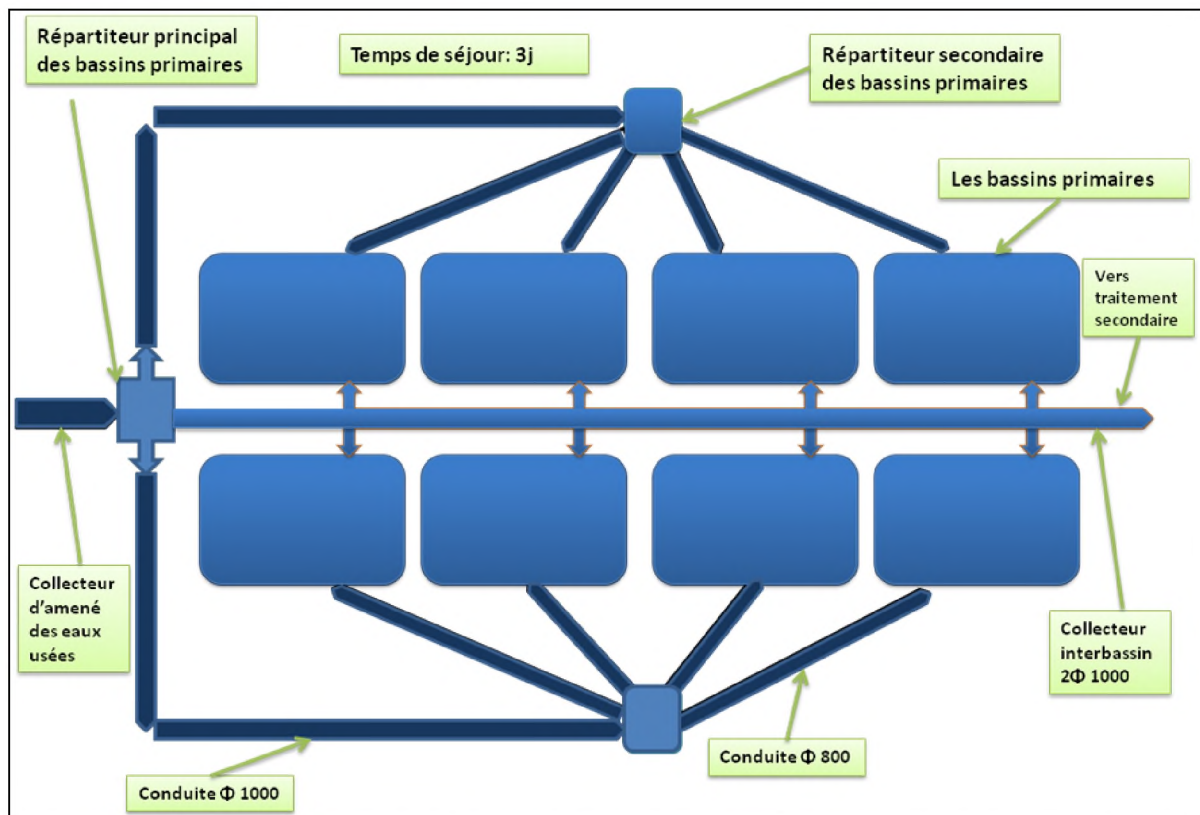 Répartiteur principal
des bassins primaires
Temps de séjour: 3j
Répartiteur secondaire
des bassins primaires
Les bassins primaires
Vers
traitement
secondaire
Collecteur
d'amené
des eaux
usées
Collecteur
interbassin
2Φ 1000
Conduite Φ 800
Conduite Φ 1000